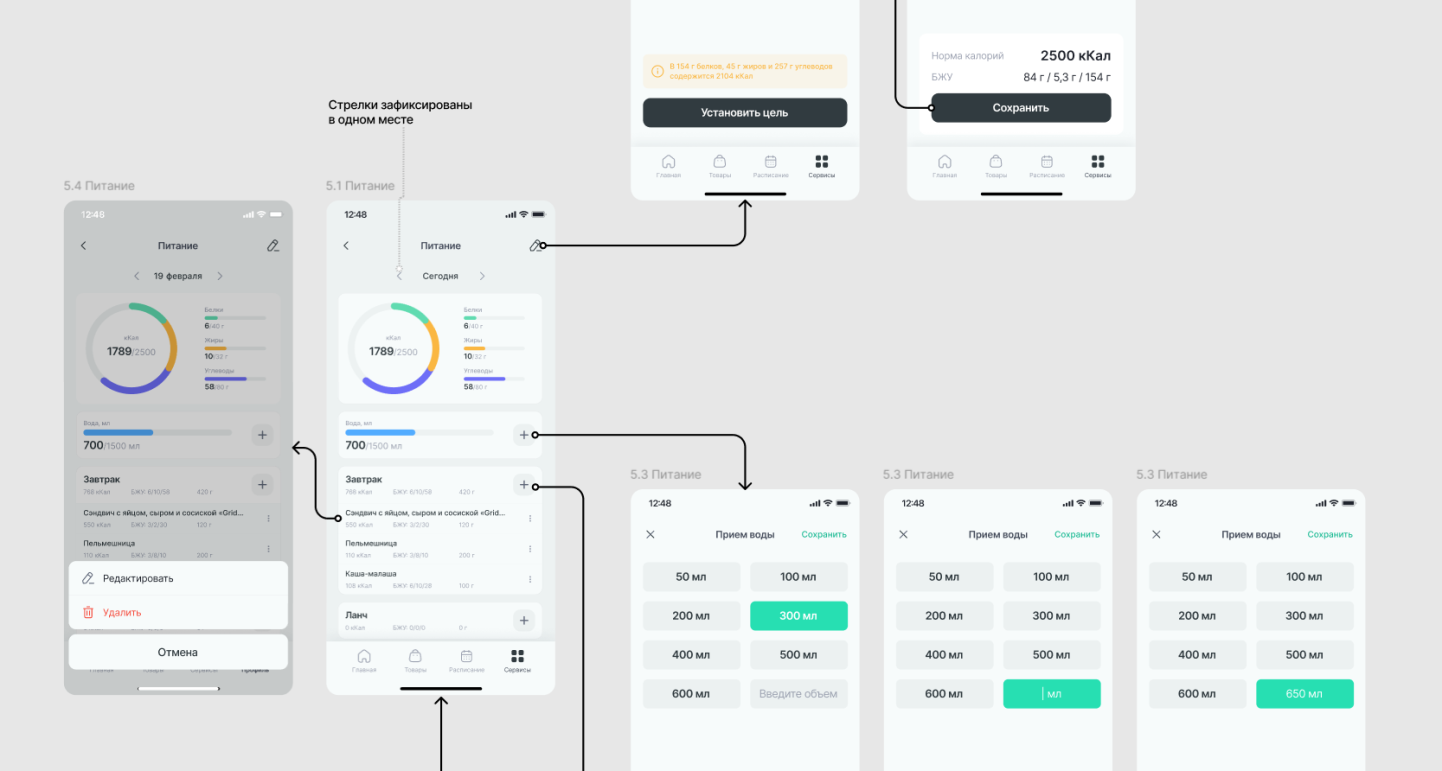 В 154 г белков, 45 г жиров и 257 г углеводов
содержится 2104 кКал
Установить цель
Главная
Товары
Расписание
Сервисы
Норма калорий
2500 кКал
БЖУ
84 г / 5,3 г / 154 г
Сохранить
Главная
Товары
Расписание
Сервисы
Стрелки зафиксированы
в одном месте
5.4 Питание
12:48
Питание
19 февраля
Белки
6/40 г
кКал
1789/2500
Жиры
10/32 г
Углеводы
58/80 г
Вода, мл
700/1500 мл
Завтрак
768 кКал
БЖУ: 6/10/58
420 г
Сэндвич с яйцом, сыром и сосиской «Grid...
550 кКал
БЖУ: 3/2/20
120 г
Пельмешница
110 кКал
БЖУ: 3/8/10
200 г
Редактировать
Удалить
Отмена
5.1 Питание
12:48
Питание
Сегодня
Белки
6/40 г
кКал
1789/2500
Жиры
10/32 г
Углеводы
58/80 г
Вода, мл
700/1500 мл
Завтрак
768 кКал
БЖУ: 6/10/58
420 г
Сэндвич с яйцом, сыром и сосиской «Grid...
550 кКал
БЖУ: 3/2/20
120 г
Пельмешница
110 кКал
БЖУ: 3/8/10
200 г
Каша-малаша
108 кКал
БЖУ: 6/10/28
100 г
Ланч
0 кКал
БЖУ: 0/0/0
0 г
Главная
Товары
Расписание
Сервисы
5.3 Питание
12:48
Прием воды
Сохранить
50 мл
100 мл
200 мл
300 мл
400 мл
500 мл
600 мл
Введите объем
5.3 Питание
12:48
Прием воды
Сохранить
50 мл
100 мл
200 мл
300 мл
400 мл
500 мл
600 мл
мл
5.3 Питание
12:48
Прием воды
Сохранить
50 мл
100 мл
200 мл
300 мл
400 мл
500 мл
600 мл
650 мл